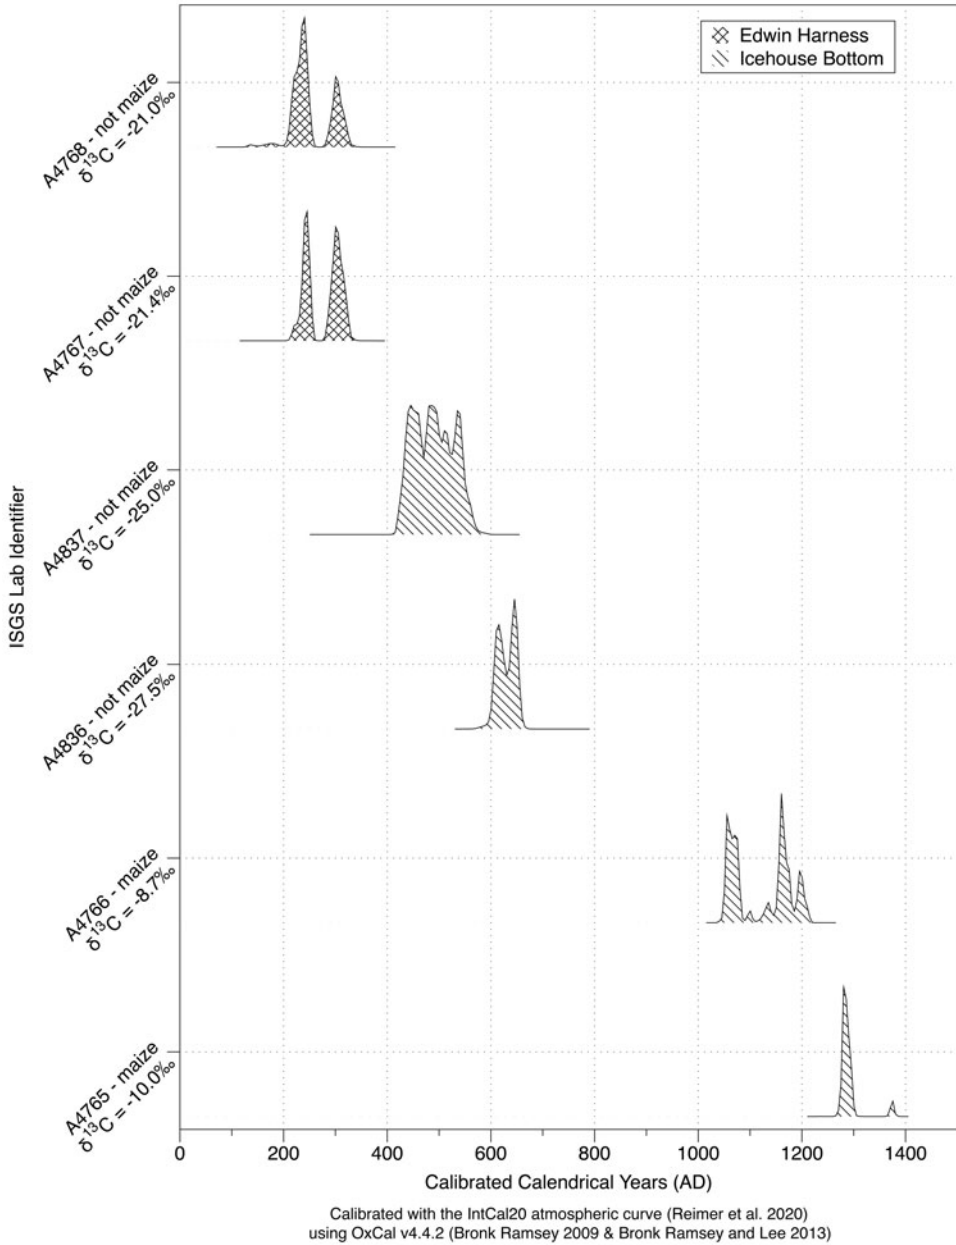 Edwin Harness
Icehouse Bottom
A4768 - not maize
δ¹³C = -21.0‰
A4767 - not maize
δ¹³C = -21.4‰
A4837 - not maize
δ¹³C = -25.0‰
A4836 - not maize
δ¹³C = -27.5‰
A4766 - maize
δ¹³C = -8.7‰
A4765 - maize
δ¹³C = -10.0‰
ISGS Lab Identifier
0 200 400 600 800 1000 1200 1400
Calibrated Calendrical Years (AD)
Calibrated with the IntCal20 atmospheric curve (Reimer et al. 2020)
using OxCal v4.4.2 (Bronk Ramsey 2009 & Bronk Ramsey and Lee 2013)